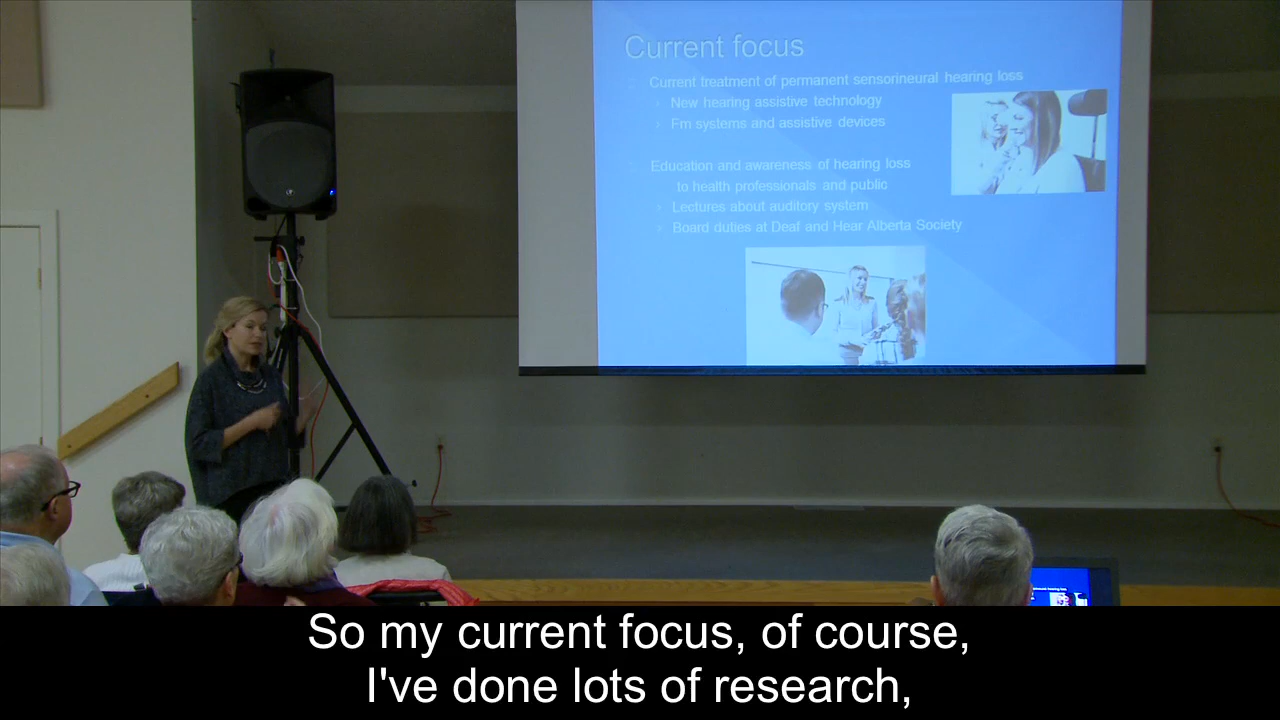 Current focus
Current treatment of permanent sensorineural hearing loss
New hearing assistive technology
Fm systems and assistive devices
Education and awareness of hearing loss
to health professionals and public
Lectures about auditory system
Board duties at Deaf and Hear Alberta Society
So my current focus, of course,
I've done lots of research,